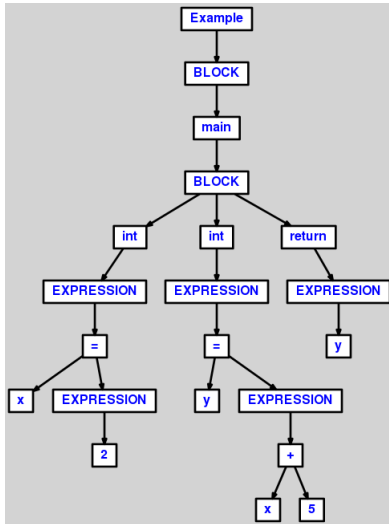 Example
BLOCK
main
BLOCK
int int return
EXPRESSION EXPRESSION EXPRESSION
= = y
x EXPRESSION y EXPRESSION
2 +
x 5